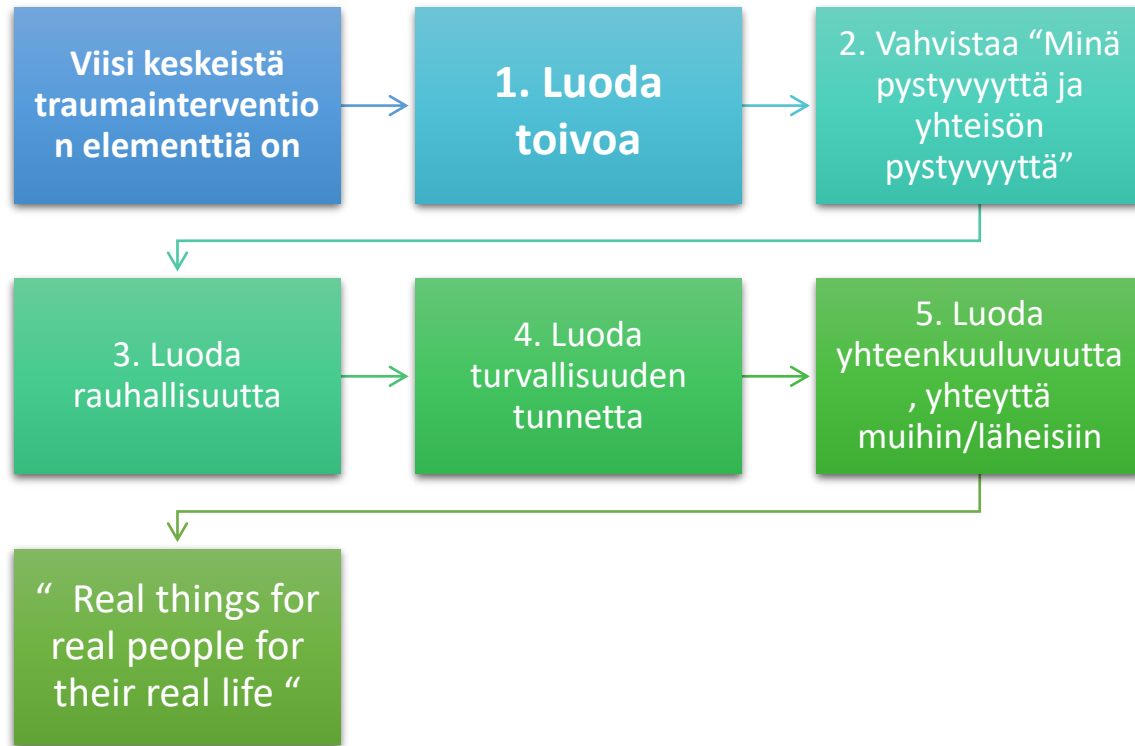 Viisi keskeistä
traumainterventio
n elementtiä on
1. Luoda
toivoa
2. Vahvistaa “Minä
pystyvyyttä ja
yhteisön
pystyvyyttä”
3. Luoda
rauhallisuutta
4. Luoda
turvallisuuden
tunnetta
5. Luoda
yhteenkuuluvuutta
, yhteyttä
muihin/läheisiin
“ Real things for
real people for
their real life “